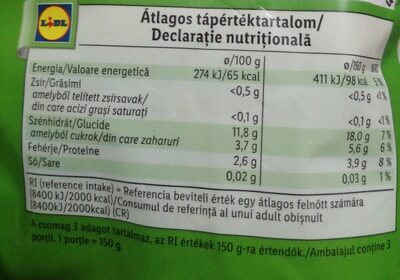 LIDL
Átlagos tápértéktartalom/
Declarație nutrițională
ø/100 g ø/150 g
Energia/Valoare energetică 274 kJ/65 kcal 411 kJ/98 kcal 5%
Zsír/Grăsimi <0,5 g <0,5 g <1%
amelyből telített zsírsavak/
din care acizi grași saturați <0,1 g <0,1 g <1%
Szénhidrát/Glucide 11,8 g 18,0 g 7%
amelyből cukrok/din care zaharuri 3,7 g 5,6 g 6%
Fehérje/Proteine 2,6 g 3,9 g 8%
Só/Sare 0,02 g 0,03 g 1%
RI (reference intake) = Referencia beviteli érték egy átlagos felnőtt számára
(8400 kJ/2000 kcal)/Consumul de referință al unui adult obișnuit
(8400kJ/2000kcal) (CR)
A csomag 3 adagot tartalmaz, az RI értékek 150 g-ra értendők./Ambalajul conține 3
porții. 1 porție = 150 g.